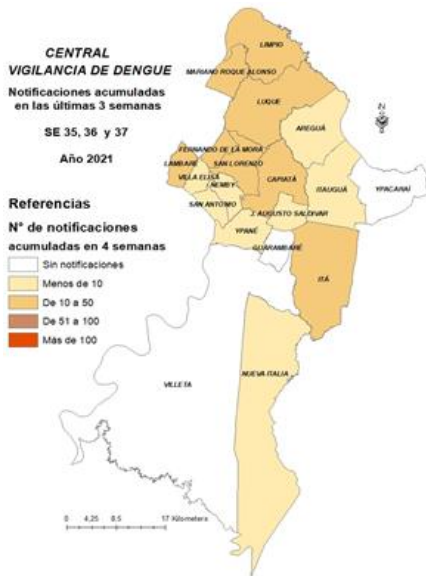 CENTRAL
VIGILANCIA DE DENGUE
Notificaciones acumuladas
en las últimas 3 semanas
SE 35, 36 y 37
Año 2021
Referencias
N° de notificaciones
acumuladas en 4 semanas
Sin notificaciones
Menos de 10
De 10 a 50
De 51 a 100
Más de 100
LIMPIO
MARIANO ROQUE ALONSO
LUQUE
N
AREGUÁ
FERNANDO DE LA MORA
LAMBARÉ
SAN LORENZO
CAPIATÁ
VILLA ELISA
ÑEMBY
ITAUGUÁ
YPACARAÍ
SAN ANTONIO
J. AUGUSTO SALDIVAR
YPANÉ
GUARAMBARÉ
ITÁ
VILLETA
NUEVA ITALIA
0 4,25 8,5 17 Kilometers